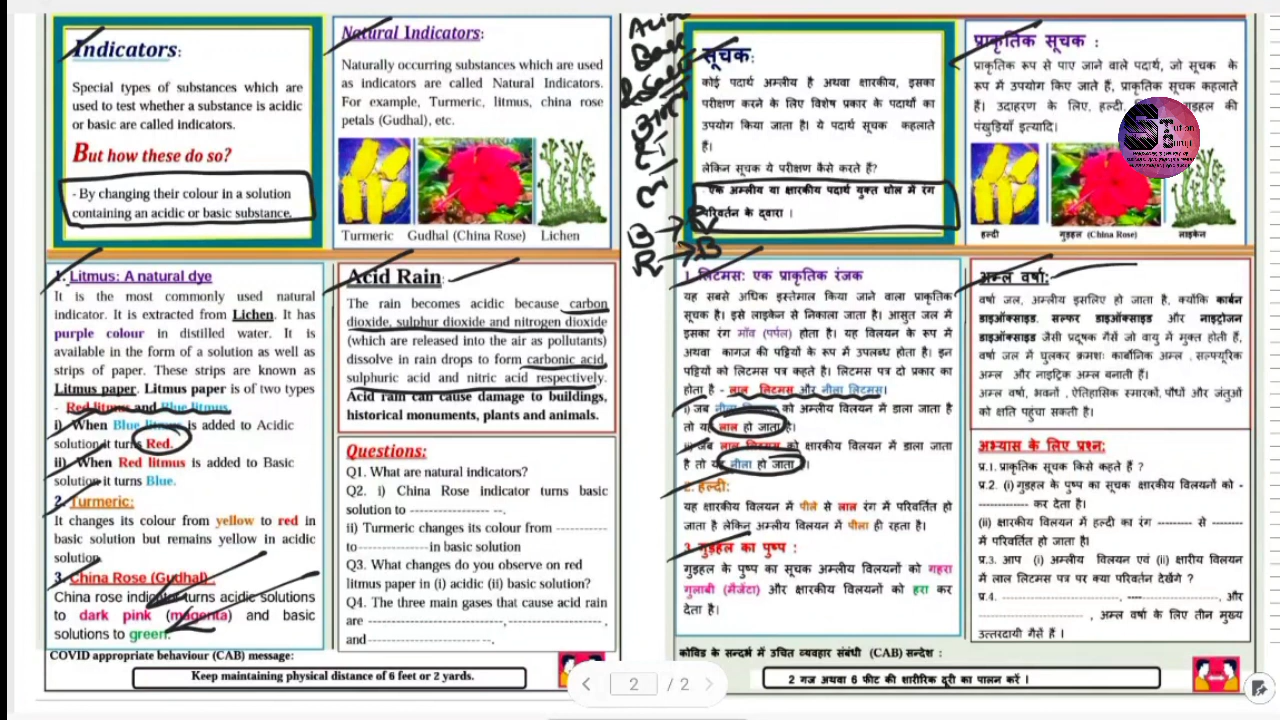 Indicators:
Special types of substances which are
used to test whether a substance is acidic
or basic are called indicators.
But how these do so?
- By changing their colour in a solution
containing an acidic or basic substance.
Natural Indicators:
Naturally occurring substances which are used
as indicators are called Natural Indicators.
For example, Turmeric, litmus, china rose
petals (Gudhal), etc.
Turmeric Gudhal (China Rose) Lichen
1. Litmus: A natural dye
It is the most commonly used natural
indicator. It is extracted from Lichen. It has
purple colour in distilled water. It is
available in the form of a solution as well as
strips of paper. These strips are known as
Litmus paper. Litmus paper is of two types
- Red litmus and Blue litmus.
i) When Blue litmus is added to Acidic
solution it turns Red.
ii) When Red litmus is added to Basic
solution it turns Blue.
2. Turmeric:
It changes its colour from yellow to red in
basic solution but remains yellow in acidic
solution.
3. China Rose (Gudhal) :
China rose indicator turns acidic solutions
to dark pink (magenta) and basic
solutions to green.
Acid Rain:
The rain becomes acidic because carbon
dioxide, sulphur dioxide and nitrogen dioxide
(which are released into the air as pollutants)
dissolve in rain drops to form carbonic acid,
sulphuric acid and nitric acid respectively.
Acid rain can cause damage to buildings,
historical monuments, plants and animals.
Questions:
Q1. What are natural indicators?
Q2. i) China Rose indicator turns basic
solution to ---------------- --.
ii) Turmeric changes its colour from ----------
to--------------in basic solution
Q3. What changes do you observe on red
litmus paper in (i) acidic (ii) basic solution?
Q4. The three main gases that cause acid rain
are --------------------------,------------------,
and----------------------- --.
COVID appropriate behaviour (CAB) message:
Keep maintaining physical distance of 6 feet or 2 yards.
B → R
R → B
सूचक:
कोई पदार्थ अम्लीय है अथवा क्षारकीय, इसका
परीक्षण करने के लिए विशेष प्रकार के पदार्थों का
उपयोग किया जाता है। ये पदार्थ सूचक कहलाते
हैं।
लेकिन सूचक ये परीक्षण कैसे करते हैं?
- एक अम्लीय या क्षारकीय पदार्थ युक्त घोल में रंग
परिवर्तन के द्वारा ।
प्राकृतिक सूचक :
प्राकृतिक रूप से पाए जाने वाले पदार्थ, जो सूचक के
रूप में उपयोग किए जाते हैं, प्राकृतिक सूचक कहलाते
हैं। उदाहरण के लिए, हल्दी, गुड़हल की
पंखुड़ियाँ इत्यादि।
हल्दी गुड़हल (China Rose) लाइकेन
1. लिटमस: एक प्राकृतिक रंजक
यह सबसे अधिक इस्तेमाल किया जाने वाला प्राकृतिक
सूचक है। इसे लाइकेन से निकाला जाता है। आसुत जल में
इसका रंग मॉव (पर्पल) होता है। यह विलयन के रूप में
अथवा कागज की पट्टियों के रूप में उपलब्ध होता है। इन
पट्टियों को लिटमस पत्र कहते है। लिटमस पत्र दो प्रकार का
होता है - लाल लिटमस और नीला लिटमस।
i) जब नीला को अम्लीय विलयन में डाला जाता है
तो यह लाल हो जाता है।
ii) जब लाल लिटमस को क्षारकीय विलयन में डाला जाता
है तो यह नीला हो जाता ।
2. हल्दी:
यह क्षारकीय विलयन में पीले से लाल रंग में परिवर्तित हो
जाता है लेकिन अम्लीय विलयन में पीला ही रहता है।
3. गुड़हल का पुष्प :
गुड़हल के पुष्प का सूचक अम्लीय विलयनों को गहरा
गुलाबी (मैजेंटा) और क्षारकीय विलयनों को हरा कर
देता है।
अम्ल वर्षा:
वर्षा जल, अम्लीय इसलिए हो जाता है, क्योंकि कार्बन
डाइऑक्साइड, सल्फर डाइऑक्साइड और नाइट्रोजन
डाइऑक्साइड जैसी प्रदूषक गैसें जो वायु में मुक्त होती हैं,
वर्षा जल में घुलकर क्रमशः कार्बोनिक अम्ल , सल्फ्यूरिक
अम्ल और नाइट्रिक अम्ल बनाती हैं।
अम्ल वर्षा, भवनों , ऐतिहासिक स्मारकों, पौधों और जंतुओं
को क्षति पहुंचा सकती है।
अभ्यास के लिए प्रश्न:
प्र.1. प्राकृतिक सूचक किसे कहते हैं ?
प्र.2. (i) गुड़हल के पुष्प का सूचक क्षारकीय विलयनों को -
------------- कर देता है।
(ii) क्षारकीय विलयन में हल्दी का रंग --------- से --------
में परिवर्तित हो जाता है।
प्र.3. आप (i) अम्लीय विलयन एवं (ii) क्षारीय विलयन
में लाल लिटमस पत्र पर क्या परिवर्तन देखेंगे ?
प्र.4. ........................., ----.................., और
........................ , अम्ल वर्षा के लिए तीन मुख्य
उत्तरदायी गैसें हैं ।
कोविड के सन्दर्भ में उचित व्यवहार संबंधी (CAB) सन्देश :
2 गज अथवा 6 फीट की शारीरिक दूरी का पालन करें ।
2 / 2